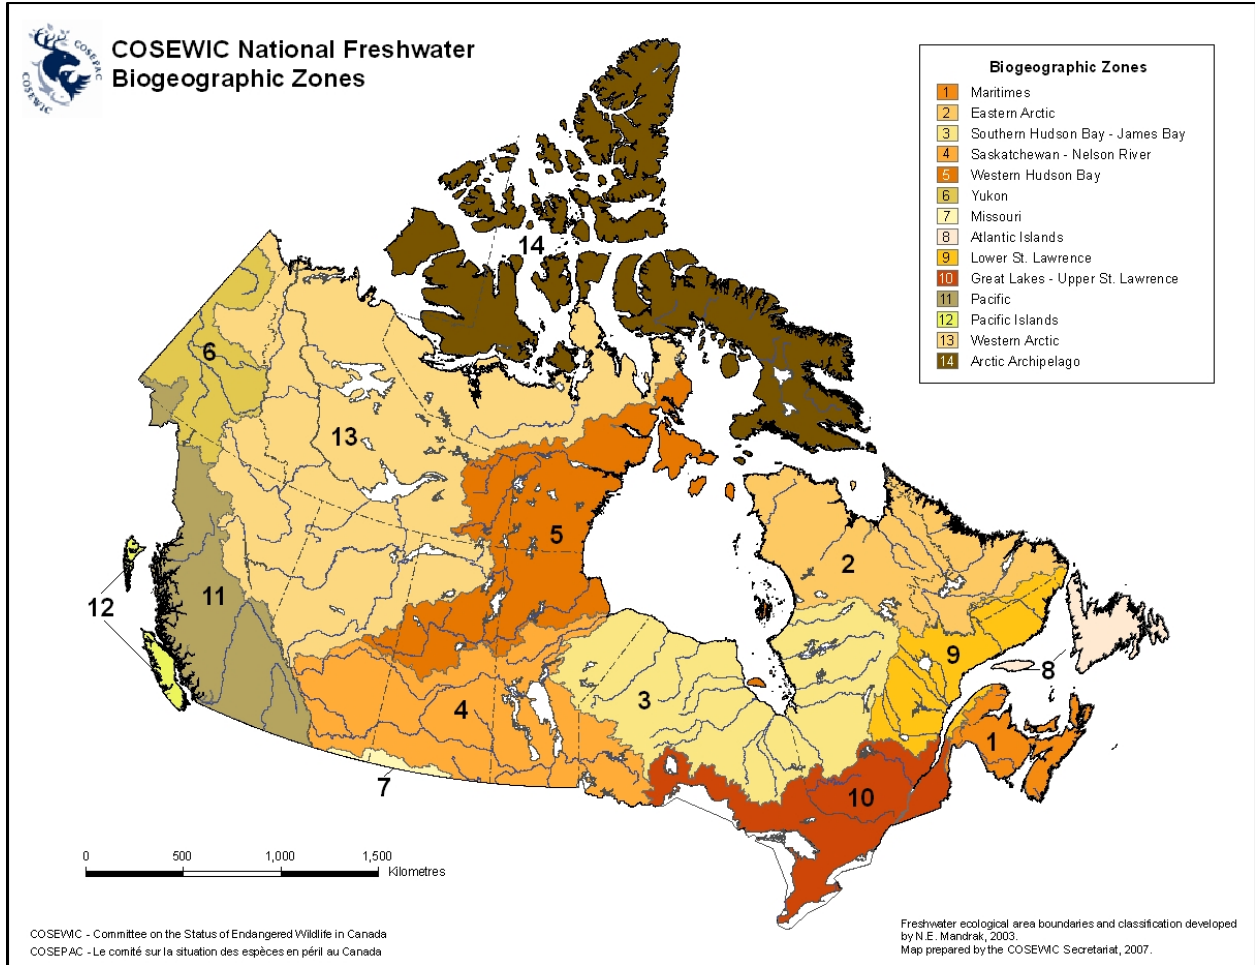 COSEWIC National Freshwater
Biogeographic Zones
COSEPAC
COSEWIC
Biogeographic Zones
1 Maritimes
2 Eastern Arctic
3 Southern Hudson Bay - James Bay
4 Saskatchewan - Nelson River
5 Western Hudson Bay
6 Yukon
7 Missouri
8 Atlantic Islands
9 Lower St. Lawrence
10 Great Lakes - Upper St. Lawrence
11 Pacific
12 Pacific Islands
13 Western Arctic
14 Arctic Archipelago
14
6
13
5
2
12
11
9
8
3
4
1
7
10
0 500 1,000 1,500
Kilometres
COSEWIC - Committee on the Status of Endangered Wildlife in Canada
COSEPAC - Le comité sur la situation des espèces en péril au Canada
Freshwater ecological area boundaries and classification developed
by N.E. Mandrak, 2003.
Map prepared by the COSEWIC Secretariat, 2007.